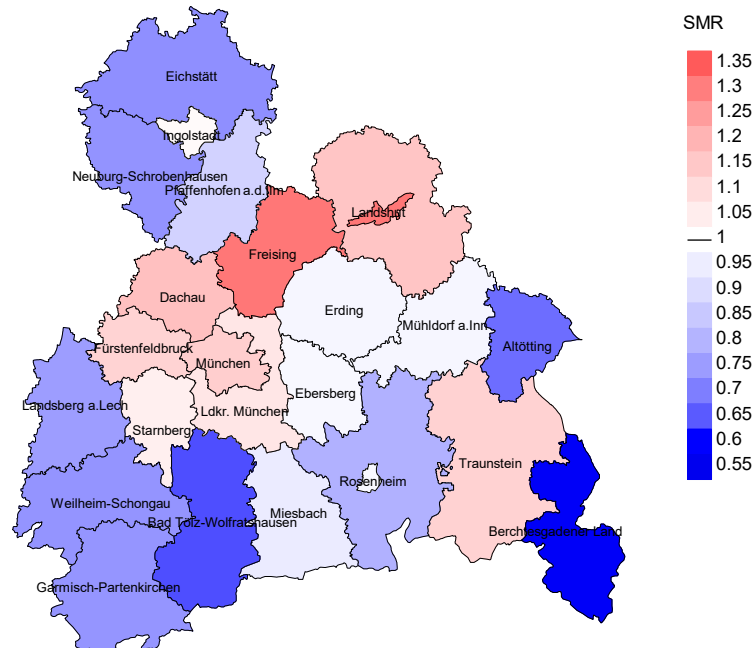 SMR
Eichstätt
Ingolstadt
Neuburg-Schrobenhausen
Pfaffenhofen a.d.Ilm
Landshut
Freising
Dachau
Erding
Mühldorf a.Inn
Altötting
Fürstenfeldbruck
München
Ebersberg
Landsberg a.Lech
Ldkr. München
Starnberg
Traunstein
Rosenheim
Weilheim-Schongau
Miesbach
Bad Tölz-Wolfratshausen
Berchtesgadener Land
Garmisch-Partenkirchen
1.35
1.3
1.25
1.2
1.15
1.1
1.05
1
0.95
0.9
0.85
0.8
0.75
0.7
0.65
0.6
0.55